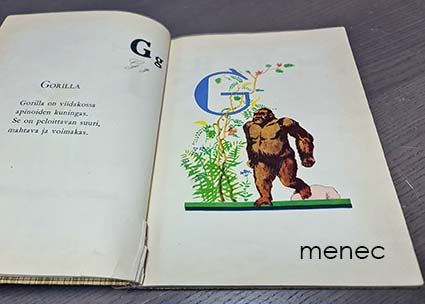 G g
G g
GORILLA
Gorilla on viidakossa
apinoiden kuningas.
Se on peloittavan suuri,
mahtava ja voimakas.
G
menec